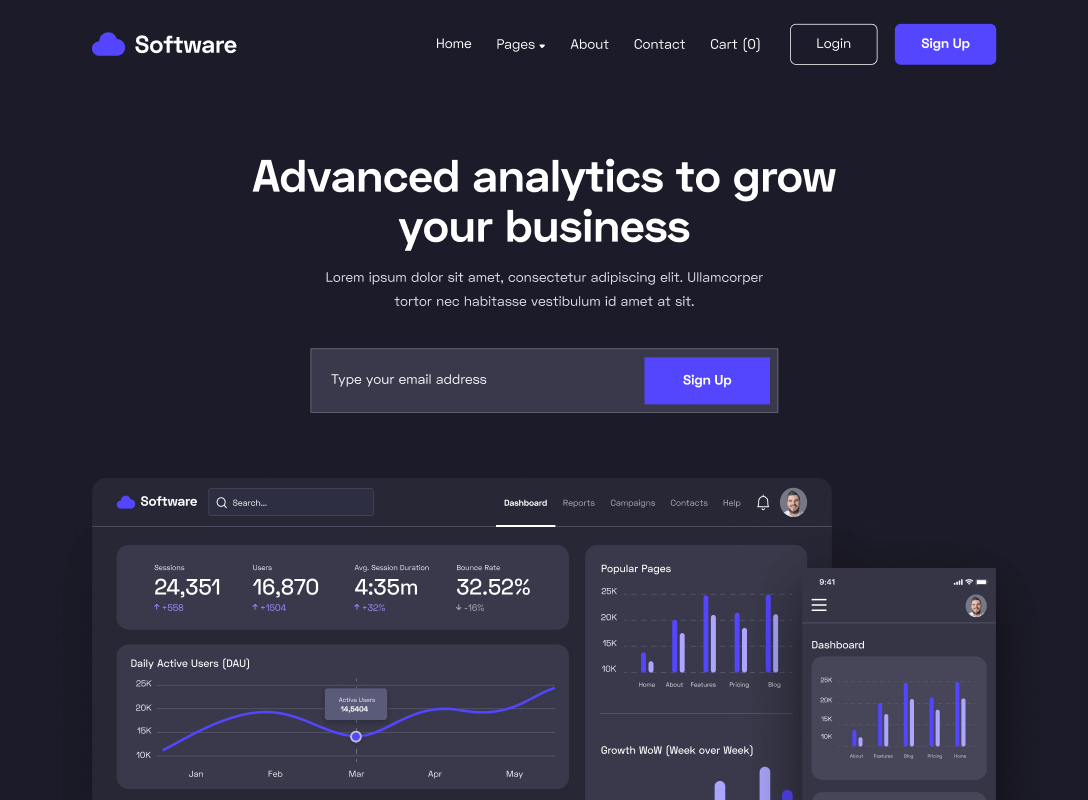 Software
Home Pages About Contact Cart (0) Login Sign Up
Advanced analytics to grow
your business
Lorem ipsum dolor sit amet, consectetur adipiscing elit. Ullamcorper
tortor nec habitasse vestibulum id amet at sit.
Type your email address Sign Up
Software Search... Dashboard Reports Campaigns Contacts Help
Sessions Users Avg. Session Duration Bounce Rate
24,351 16,870 4:35m 32.52%
+558 +1504 +32% -16%
Daily Active Users (DAU)
25K
20K
15K
10K
Active Users
14,5404
Jan Feb Mar Apr May
Popular Pages
25K
20K
15K
10K
Home About Features Pricing Blog
Growth WoW (Week over Week)
9:41
Dashboard
25K
20K
15K
10K
About Features Blog Pricing Home